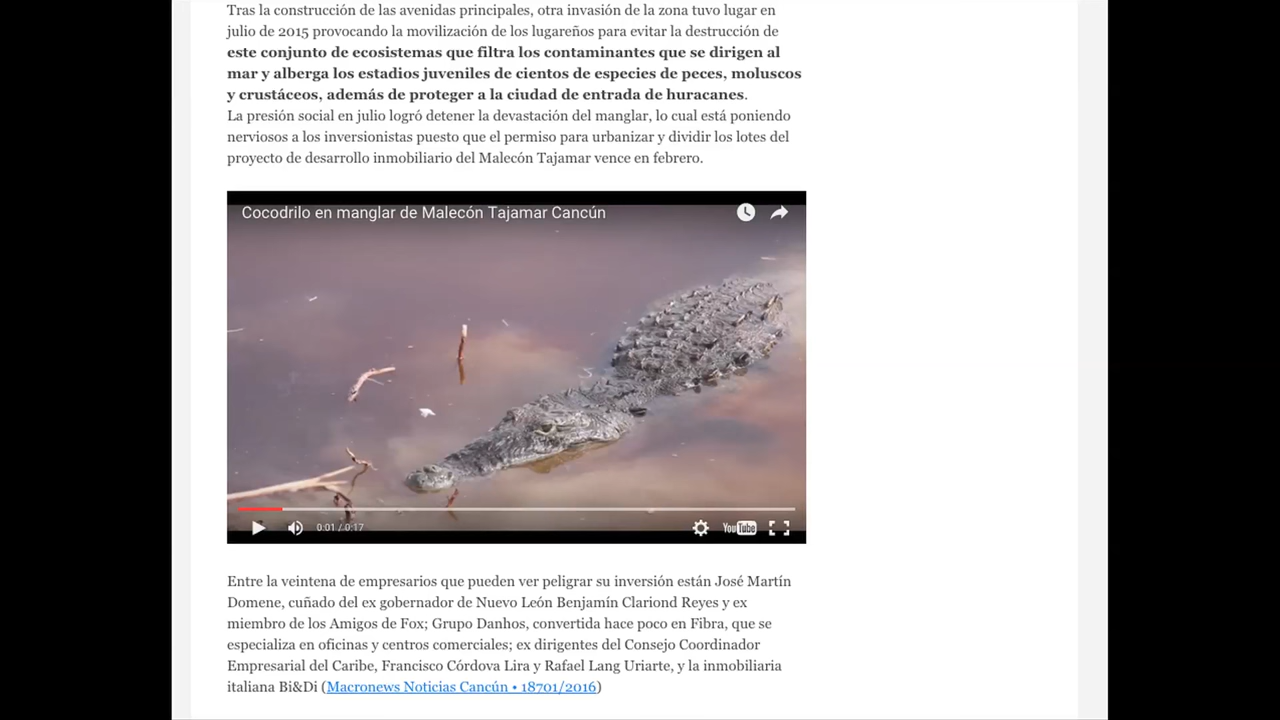 Tras la construcción de las avenidas principales, otra invasión de la zona tuvo lugar en
julio de 2015 provocando la movilización de los lugareños para evitar la destrucción de
este conjunto de ecosistemas que filtra los contaminantes que se dirigen al
mar y alberga los estadios juveniles de cientos de especies de peces, moluscos
y crustáceos, además de proteger a la ciudad de entrada de huracanes.
La presión social en julio logró detener la devastación del manglar, lo cual está poniendo
nerviosos a los inversionistas puesto que el permiso para urbanizar y dividir los lotes del
proyecto de desarrollo inmobiliario del Malecón Tajamar vence en febrero.
Cocodrilo en manglar de Malecón Tajamar Cancún
0:01 / 0:17
YouTube
Entre la veintena de empresarios que pueden ver peligrar su inversión están José Martín
Domene, cuñado del ex gobernador de Nuevo León Benjamín Clariond Reyes y ex
miembro de los Amigos de Fox; Grupo Danhos, convertida hace poco en Fibra, que se
especializa en oficinas y centros comerciales; ex dirigentes del Consejo Coordinador
Empresarial del Caribe, Francisco Córdova Lira y Rafael Lang Uriarte, y la inmobiliaria
italiana Bi&Di (Macronews Noticias Cancún • 18701/2016)